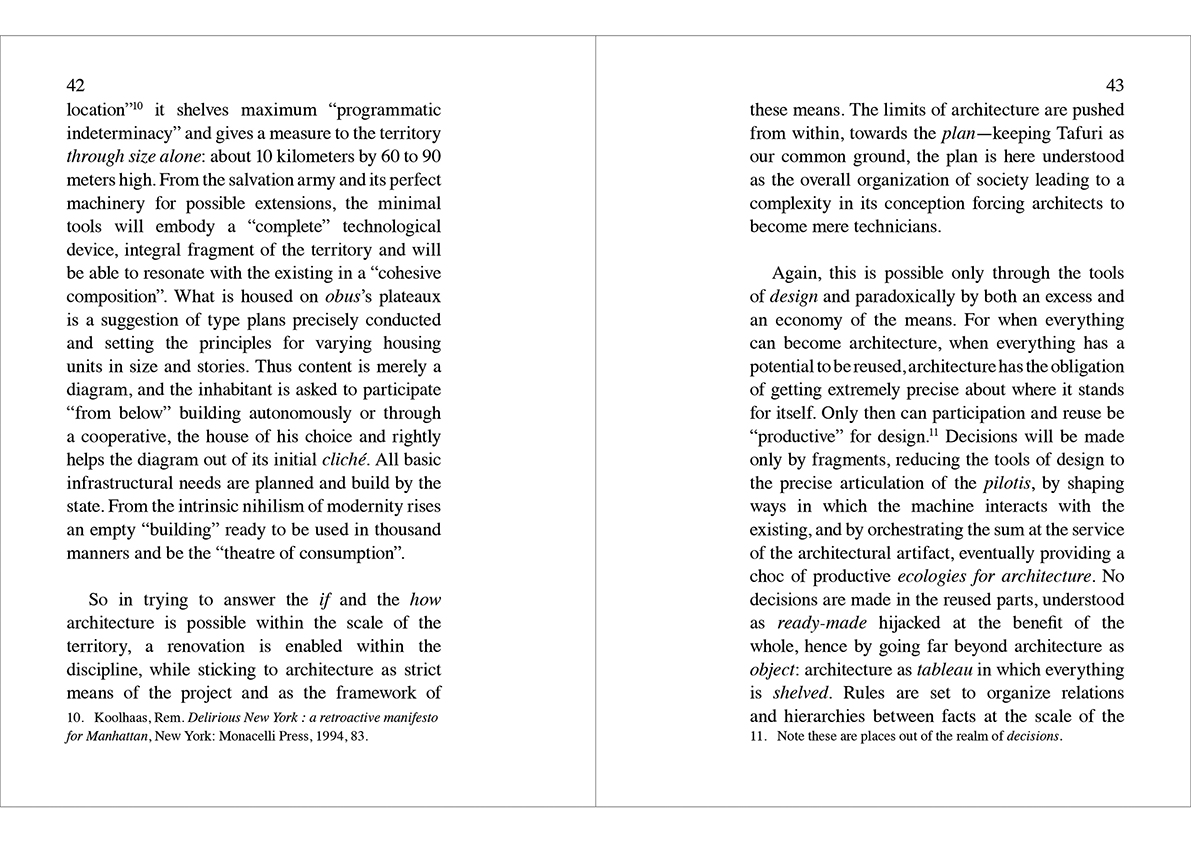 42
location”10 it shelves maximum “programmatic
indeterminacy” and gives a measure to the territory
through size alone: about 10 kilometers by 60 to 90
meters high. From the salvation army and its perfect
machinery for possible extensions, the minimal
tools will embody a “complete” technological
device, integral fragment of the territory and will
be able to resonate with the existing in a “cohesive
composition”. What is housed on obus’s plateaux
is a suggestion of type plans precisely conducted
and setting the principles for varying housing
units in size and stories. Thus content is merely a
diagram, and the inhabitant is asked to participate
“from below” building autonomously or through
a cooperative, the house of his choice and rightly
helps the diagram out of its initial cliché. All basic
infrastructural needs are planned and build by the
state. From the intrinsic nihilism of modernity rises
an empty “building” ready to be used in thousand
manners and be the “theatre of consumption”.
So in trying to answer the if and the how
architecture is possible within the scale of the
territory, a renovation is enabled within the
discipline, while sticking to architecture as strict
means of the project and as the framework of
10. Koolhaas, Rem. Delirious New York : a retroactive manifesto
for Manhattan, New York: Monacelli Press, 1994, 83.
43
these means. The limits of architecture are pushed
from within, towards the plan—keeping Tafuri as
our common ground, the plan is here understood
as the overall organization of society leading to a
complexity in its conception forcing architects to
become mere technicians.
Again, this is possible only through the tools
of design and paradoxically by both an excess and
an economy of the means. For when everything
can become architecture, when everything has a
potential to be reused, architecture has the obligation
of getting extremely precise about where it stands
for itself. Only then can participation and reuse be
“productive” for design.11 Decisions will be made
only by fragments, reducing the tools of design to
the precise articulation of the pilotis, by shaping
ways in which the machine interacts with the
existing, and by orchestrating the sum at the service
of the architectural artifact, eventually providing a
choc of productive ecologies for architecture. No
decisions are made in the reused parts, understood
as ready-made hijacked at the benefit of the
whole, hence by going far beyond architecture as
object: architecture as tableau in which everything
is shelved. Rules are set to organize relations
and hierarchies between facts at the scale of the
11. Note these are places out of the realm of decisions.